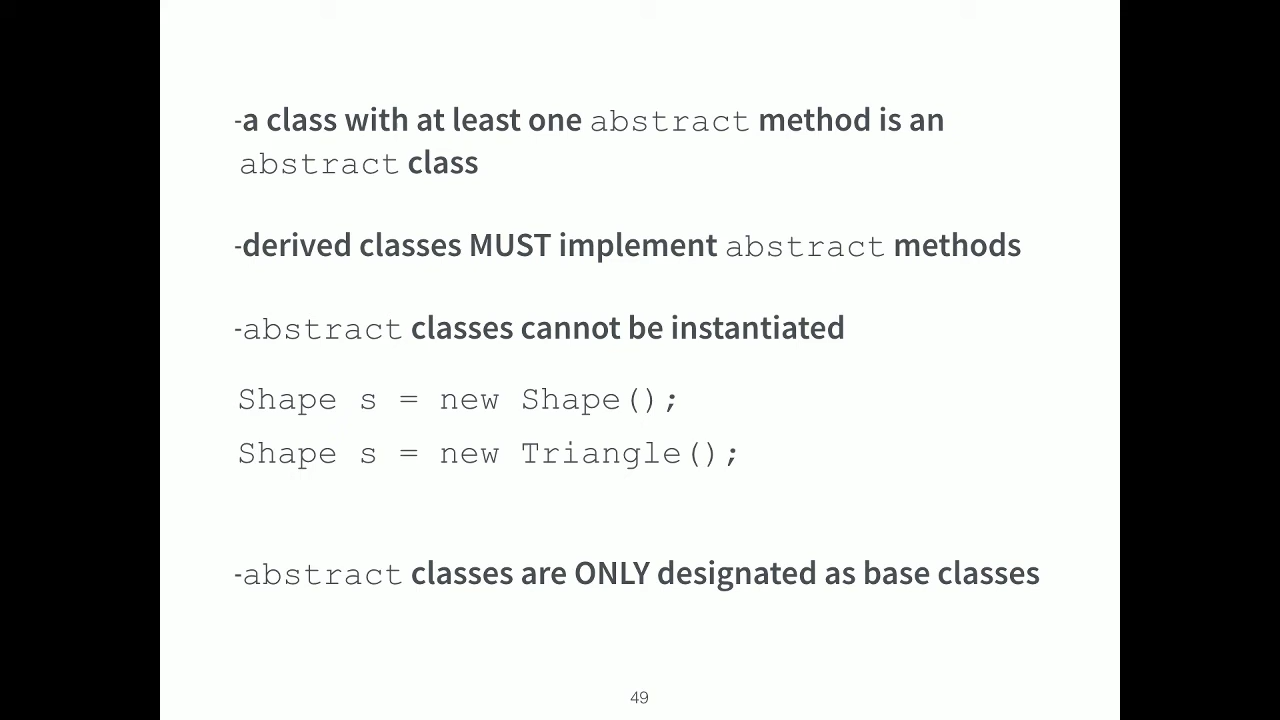 -a class with at least one abstract method is an
abstract class
-derived classes MUST implement abstract methods
-abstract classes cannot be instantiated
Shape s = new Shape();
Shape s = new Triangle();
-abstract classes are ONLY designated as base classes
49